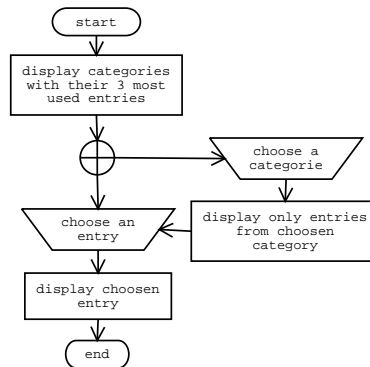 start
display categories
with their 3 most
used entries
choose a
categorie
choose an
entry
display only entries
from choosen
category
display choosen
entry
end